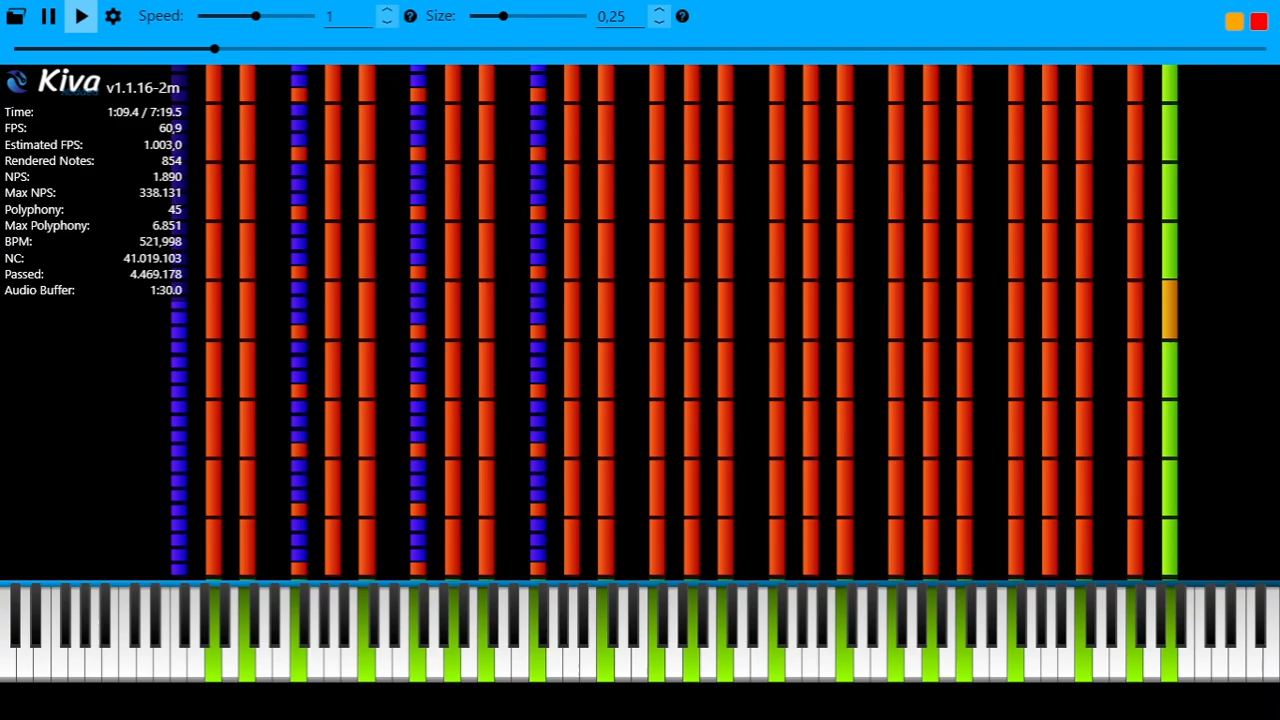 Speed: 1 Size: 0,25
Kiva v1.1.16-2m
Time: 1:09.4 / 7:19.5
FPS: 60,9
Estimated FPS: 1.003,0
Rendered Notes: 854
NPS: 1.890
Max NPS: 338.131
Polyphony: 45
Max Polyphony: 6.851
BPM: 521,998
NC: 41.019.103
Passed: 4.469.178
Audio Buffer: 1:30.0